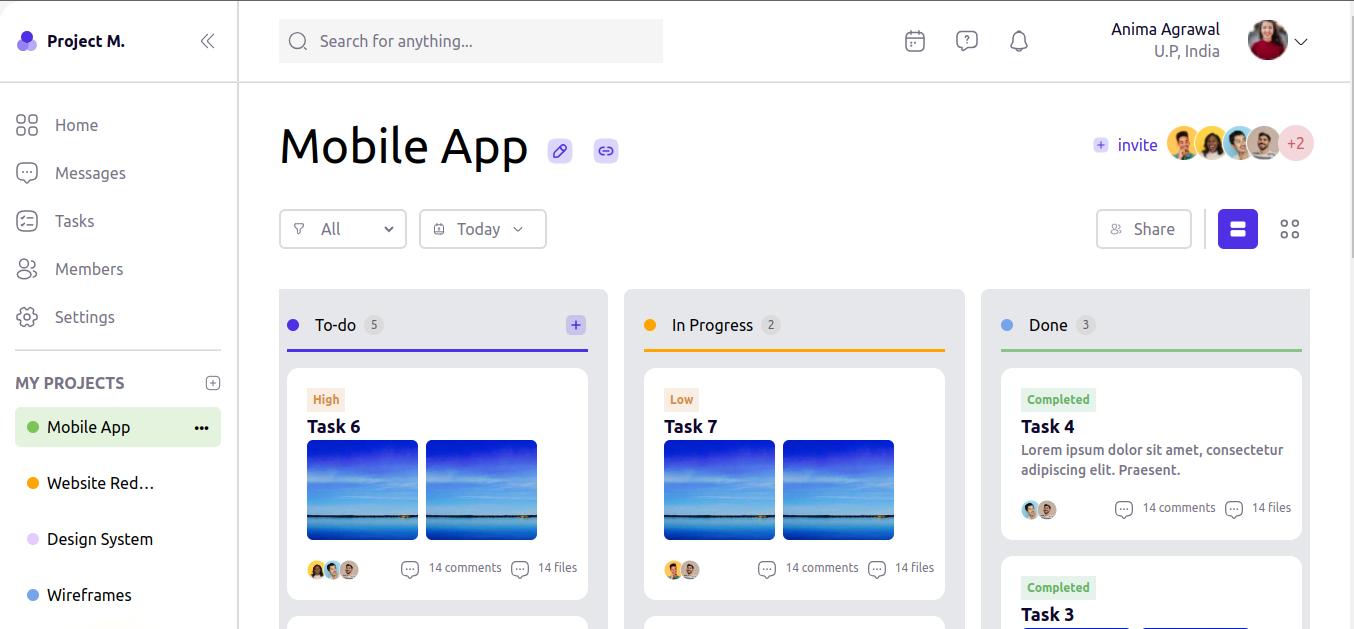 Project M.
Search for anything...
Anima Agrawal
U.P, India
Home
Messages
Tasks
Members
Settings
MY PROJECTS
Mobile App
Website Red...
Design System
Wireframes
Mobile App
+ invite
+2
All
Today
Share
To-do 5
High
Task 6
14 comments 14 files
In Progress 2
Low
Task 7
14 comments 14 files
Done 3
Completed
Task 4
Lorem ipsum dolor sit amet, consectetur
adipiscing elit. Praesent.
14 comments 14 files
Completed
Task 3